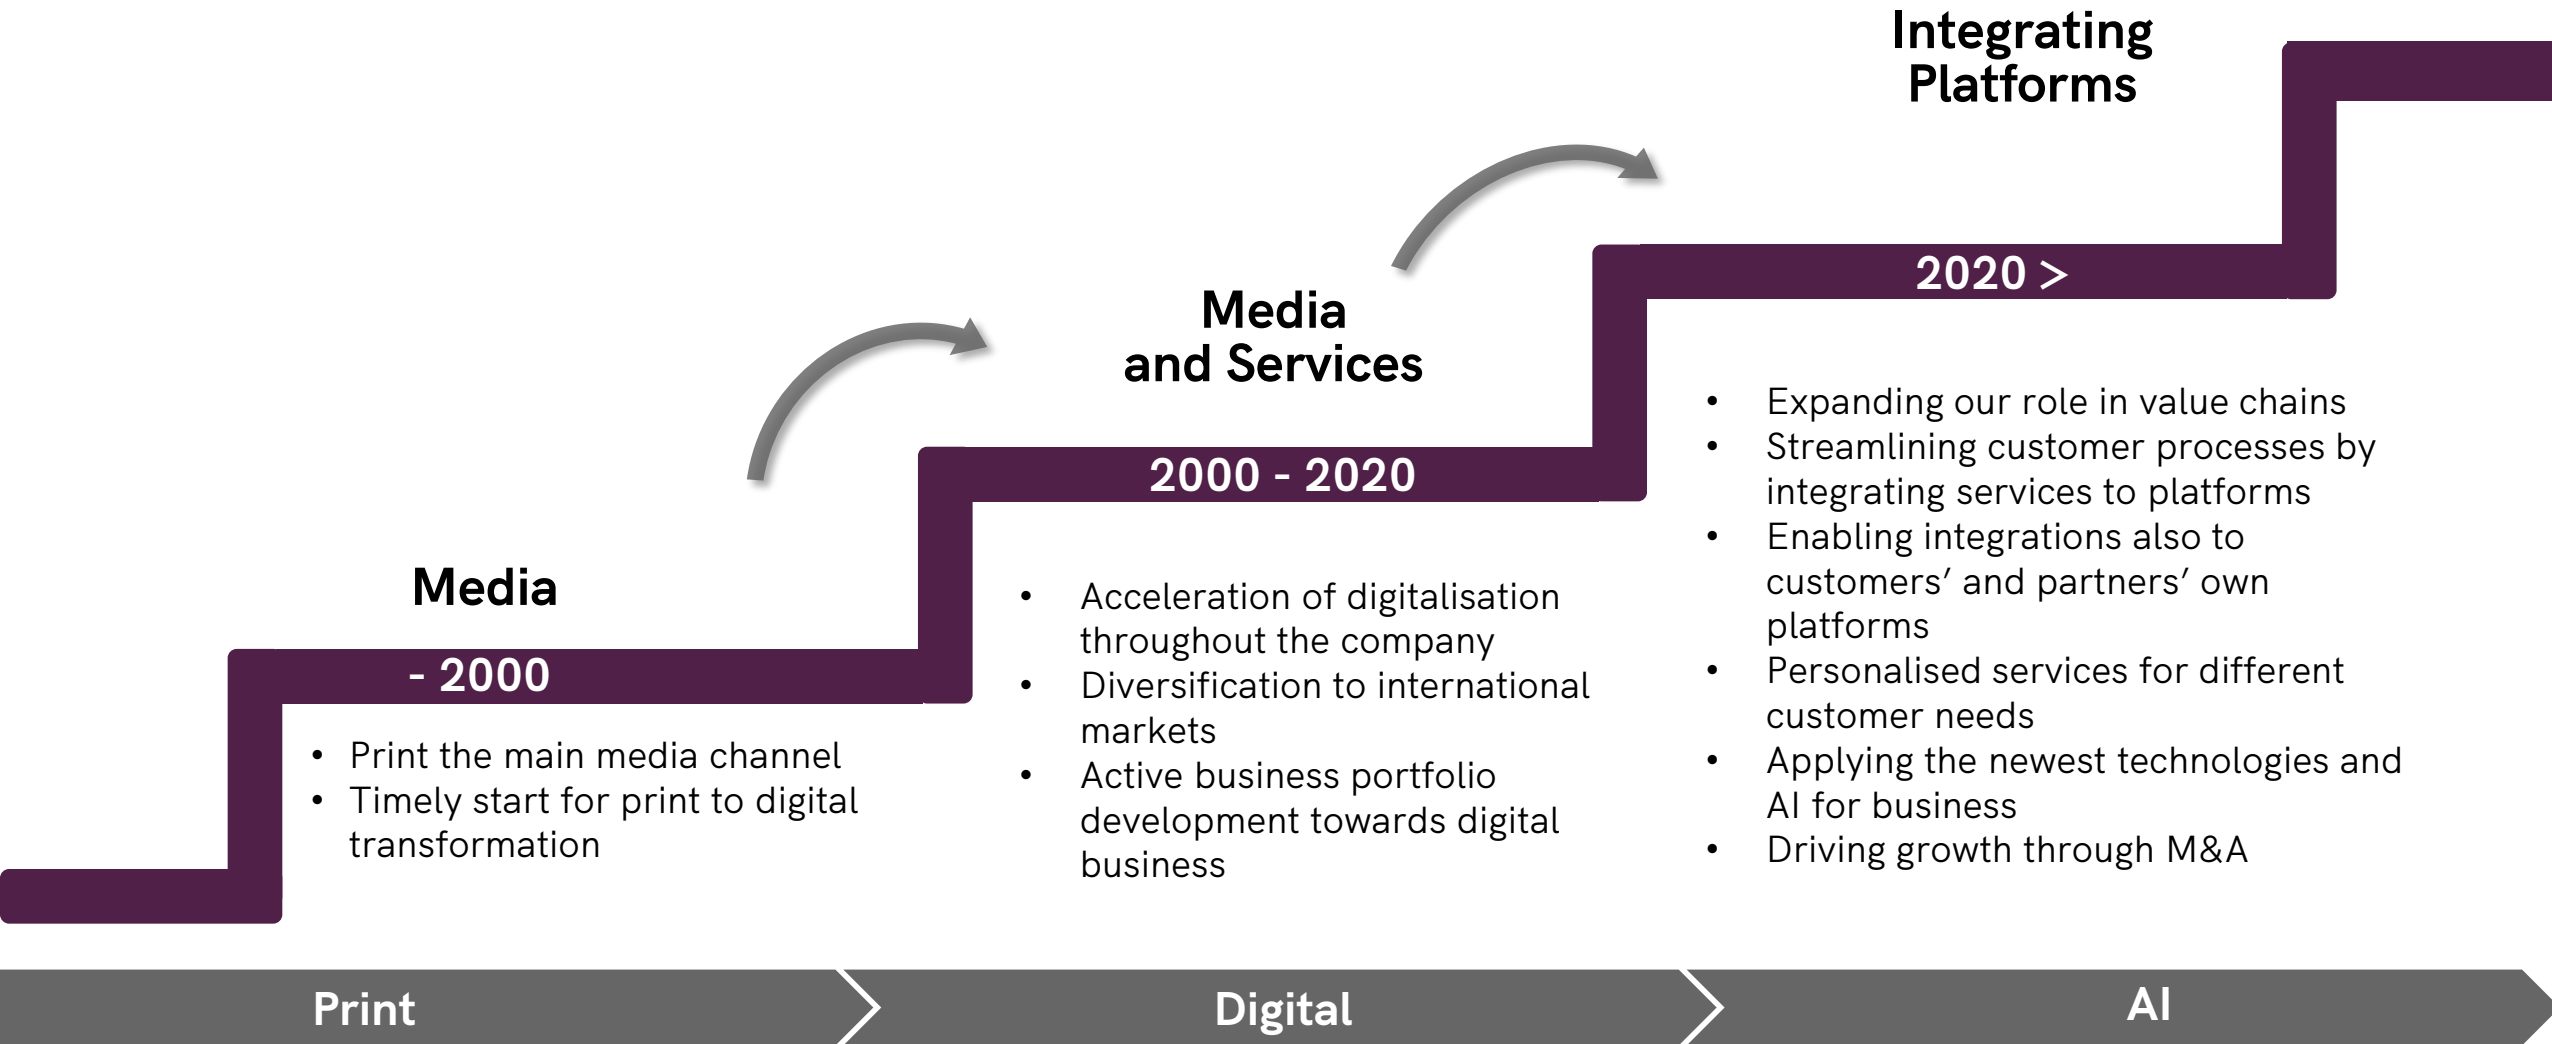 Media
- 2000
• Print the main media channel
• Timely start for print to digital
transformation
Media
and Services
2000 - 2020
• Acceleration of digitalisation
throughout the company
• Diversification to international
markets
• Active business portfolio
development towards digital
business
Integrating
Platforms
2020 >
• Expanding our role in value chains
• Streamlining customer processes by
integrating services to platforms
• Enabling integrations also to
customers’ and partners’ own
platforms
• Personalised services for different
customer needs
• Applying the newest technologies and
AI for business
• Driving growth through M&A
Print
Digital
AI